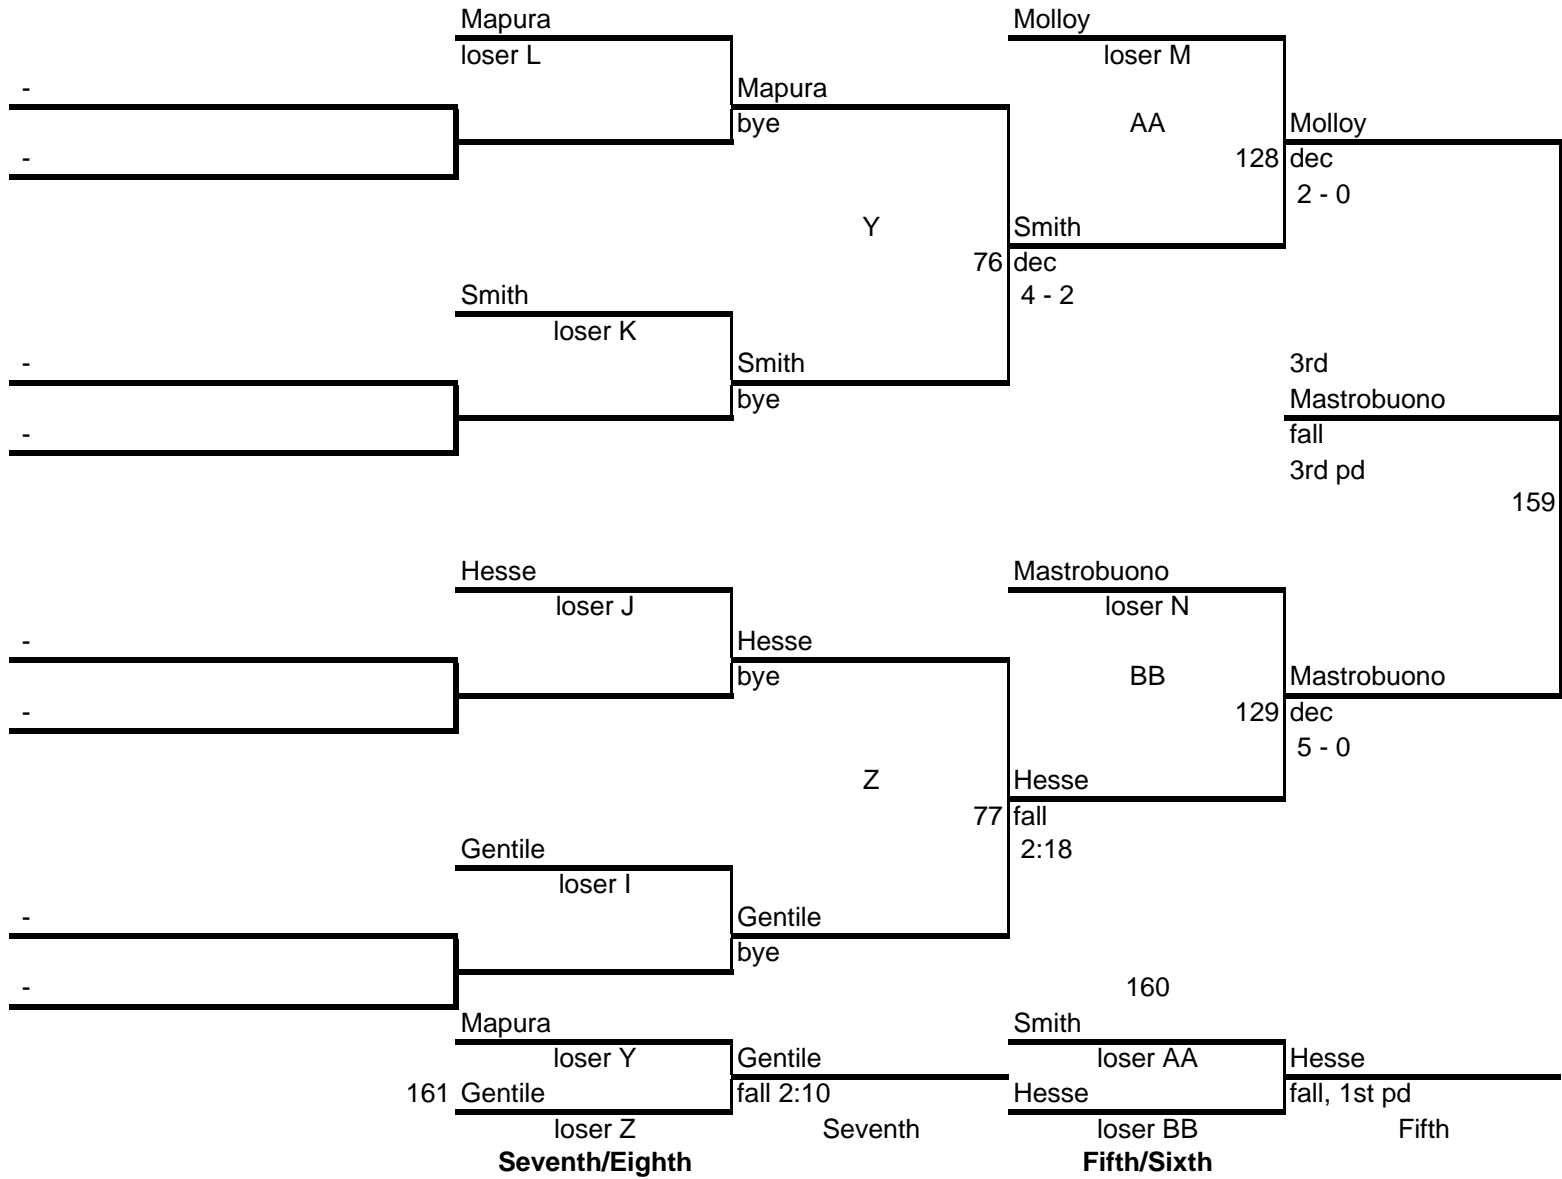 Mapura Molloy
loser L loser M
- Mapura
bye AA Molloy
- 128 dec
2 - 0
Y Smith
76 dec
Smith 4 - 2
loser K
- Smith 3rd
bye Mastrobuono
- fall
3rd pd
159
Hesse Mastrobuono
loser J loser N
- Hesse
bye BB Mastrobuono
- 129 dec
5 - 0
Z Hesse
77 fall
Gentile 2:18
loser I
- Gentile
bye
- 160
Mapura Smith
loser Y Gentile loser AA Hesse
161 Gentile fall 2:10 Hesse fall, 1st pd
loser Z Seventh loser BB Fifth
Seventh/Eighth Fifth/Sixth